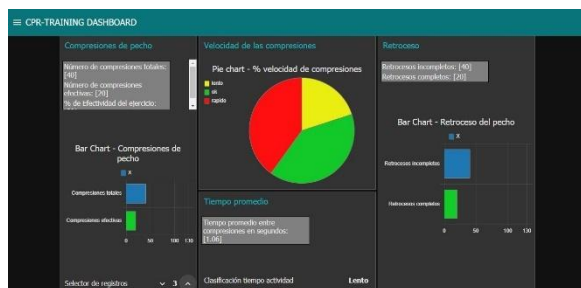 ≡ CPR-TRAINING DASHBOARD
Compresiones de pecho
Número de compresiones totales:
[40]
Número de compresiones
efectivas: [20]
% de Efectividad del ejercicio:
Bar Chart - Compresiones de
pecho
X
Compresiones totales
Compresiones efectivas
0 50 100 130
Selector de registros 3
Velocidad de las compresiones
Pie chart - % velocidad de compresiones
lento
ok
rapido
Tiempo promedio
Tiempo promedio entre
compresiones en segundos:
[1.06]
Clasificación tiempo actividad Lento
Retroceso
Retrocesos incompletos: [40]
Retrocesos completos: [20]
Bar Chart - Retroceso del pecho
X
Retrocesos incompletos
Retrocesos completos
0 50 100 130